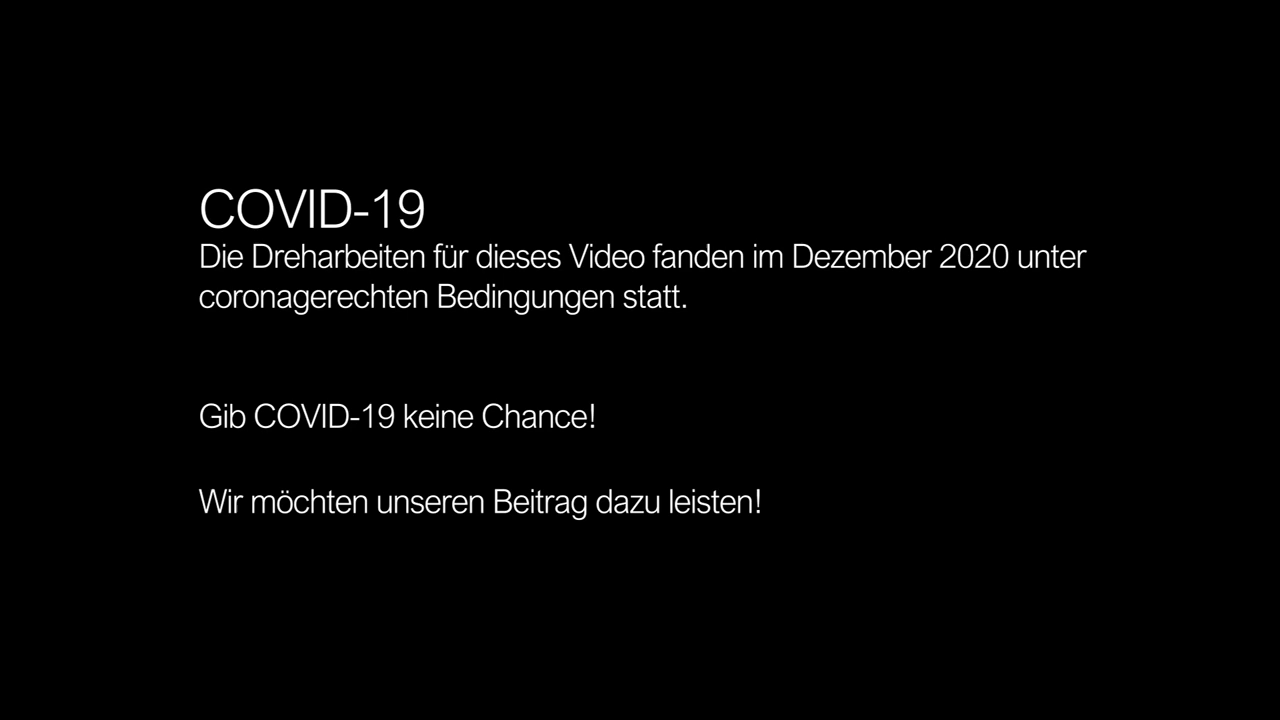 COVID-19
Die Dreharbeiten für dieses Video fanden im Dezember 2020 unter
coronagerechten Bedingungen statt.
Gib COVID-19 keine Chance!
Wir möchten unseren Beitrag dazu leisten!